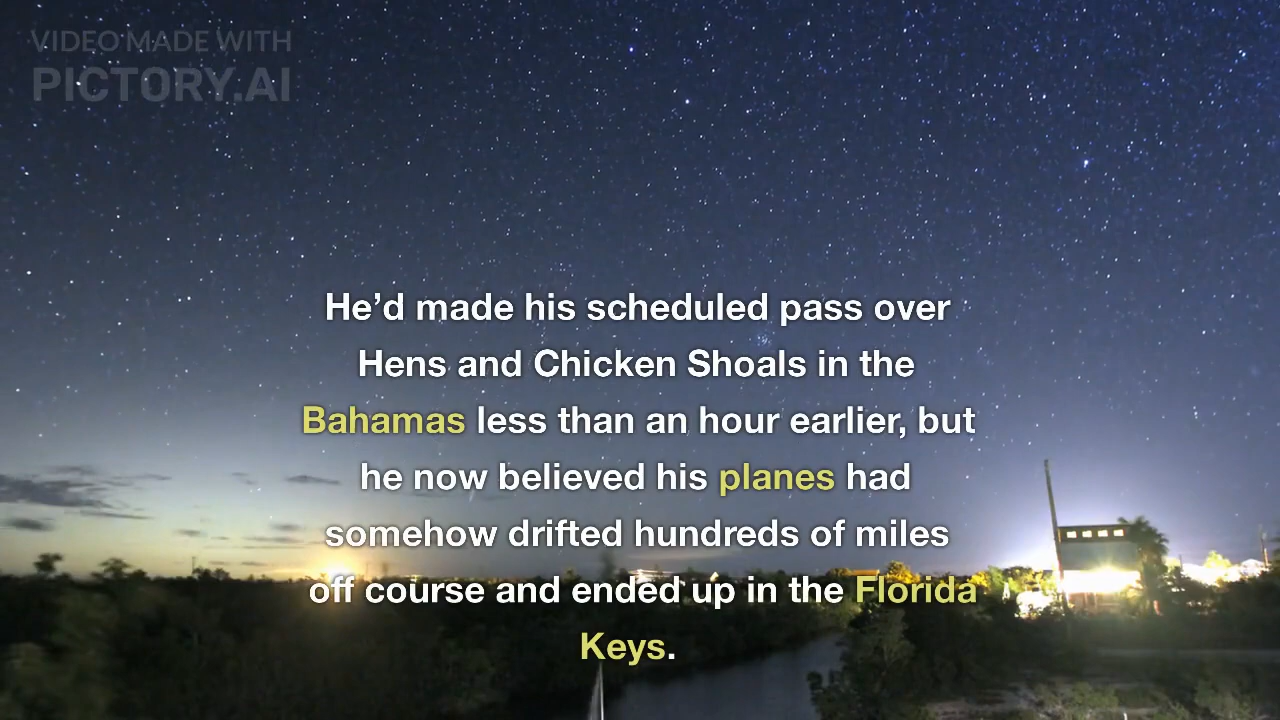 VIDEO MADE WITH
PICTORY.AI
He’d made his scheduled pass over
Hens and Chicken Shoals in the
Bahamas less than an hour earlier, but
he now believed his planes had
somehow drifted hundreds of miles
off course and ended up in the Florida
Keys.